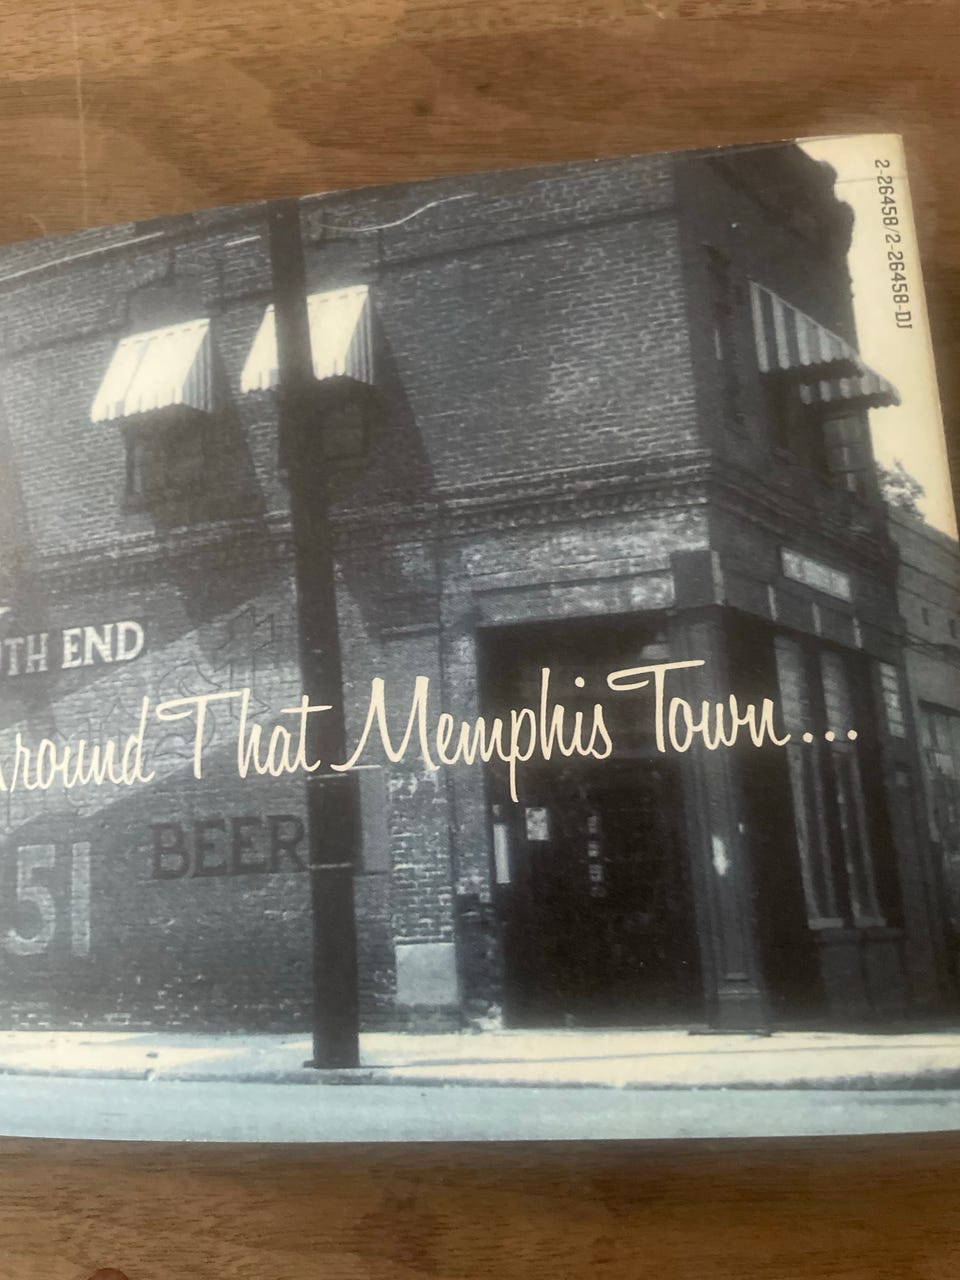 2-26458/2-26458-DJ
UTH END
Around That Memphis Town...
BEER
51